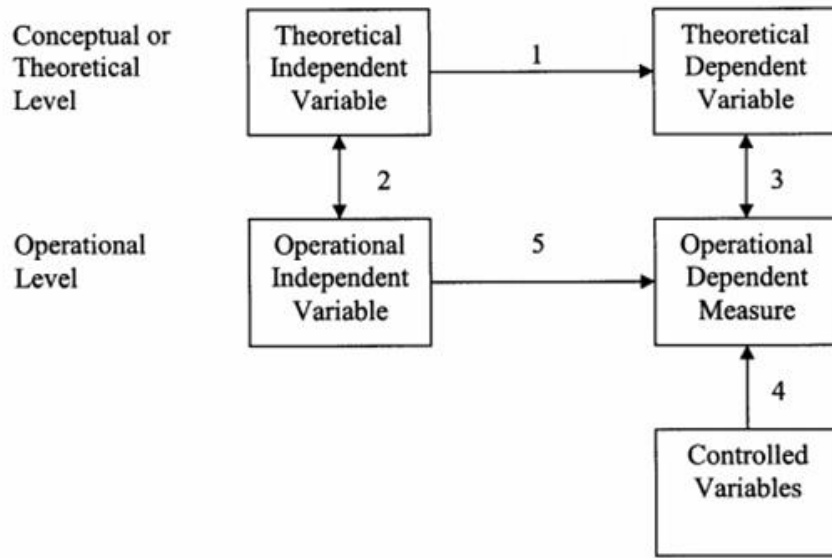 Conceptual or
Theoretical
Level
Theoretical
Independent
Variable
1
Theoretical
Dependent
Variable
2
3
Operational
Level
Operational
Independent
Variable
5
Operational
Dependent
Measure
4
Controlled
Variables